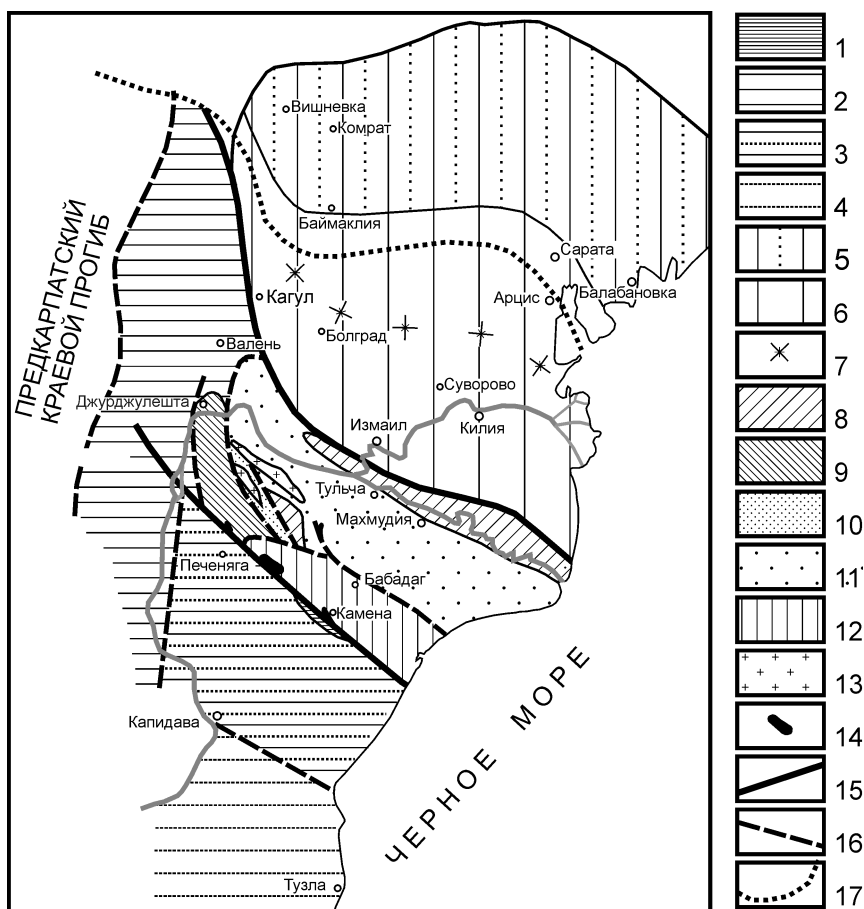 Вишневка
Комрат
Баймаклия
Сарата
Балабановка
Арцис
Кагул
Болград
Валень
ПРЕДКАРПАТСКИЙ
КРАЕВОЙ ПРОГИБ
Джурджулешта
Суворово
Измаил
Килия
Тульча
Махмудия
Печеняга
Бабадаг
Камена
Капидава
ЧЕРНОЕ МОРЕ
Тузла
1
2
3
4
5
6
7
8
9
10
11
12
13
14
15
16
17